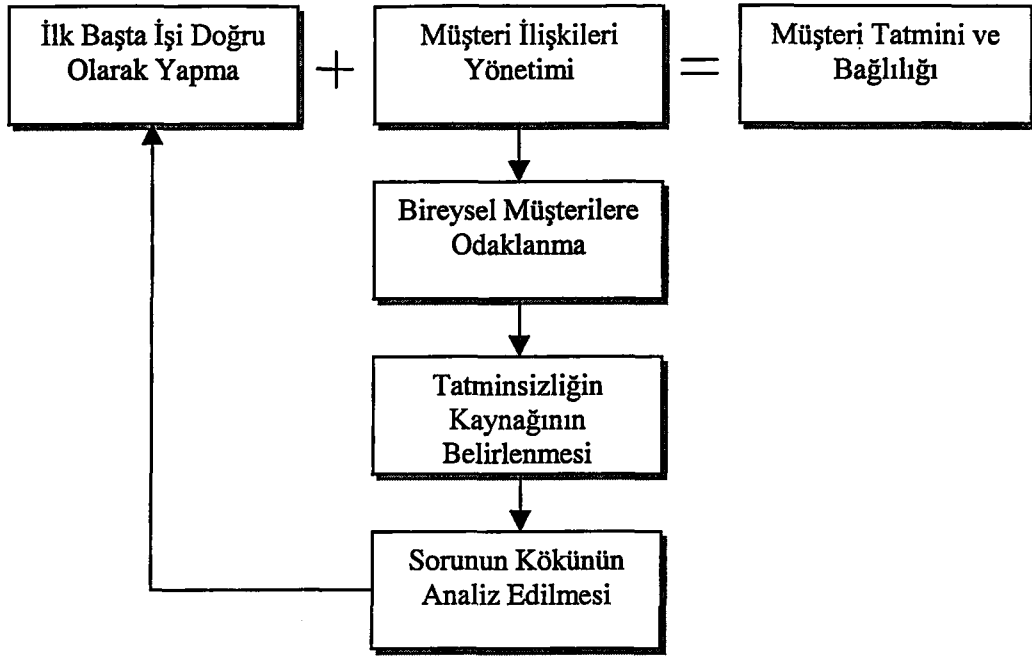 İlk Başta İşi Doğru
Olarak Yapma
+
Müşteri İlişkileri
Yönetimi
=
Müşteri Tatmini ve
Bağlılığı
Bireysel Müşterilere
Odaklanma
Tatminsizliğin
Kaynağının
Belirlenmesi
Sorunun Kökünün
Analiz Edilmesi